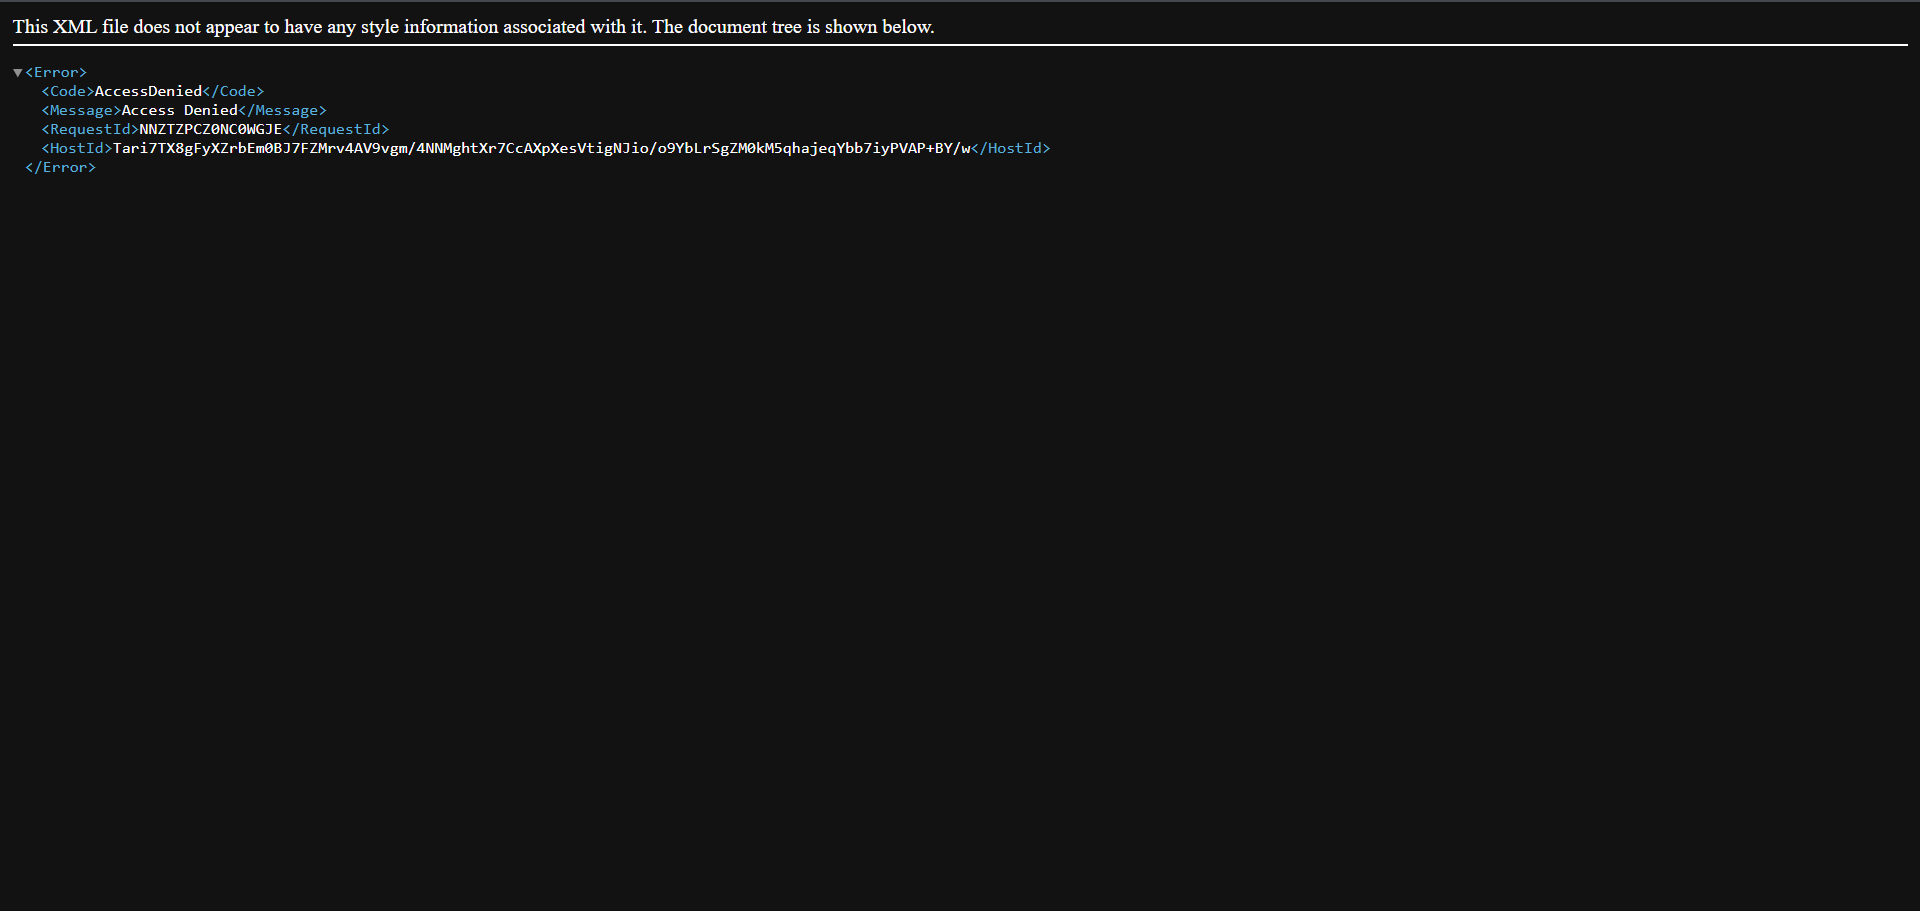 This XML file does not appear to have any style information associated with it. The document tree is shown below.
▼<Error>
<Code>AccessDenied</Code>
<Message>Access Denied</Message>
<RequestId>NNZTZPCZ0NC0WGJE</RequestId>
<HostId>Tari7TX8gFyXZrbEm0BJ7FZMrv4AV9vgm/4NNMghtXr7CcAXpXesVtigNJio/o9YbLrSgZM0kM5qhajeqYbb7iyPVAP+BY/w</HostId>
</Error>